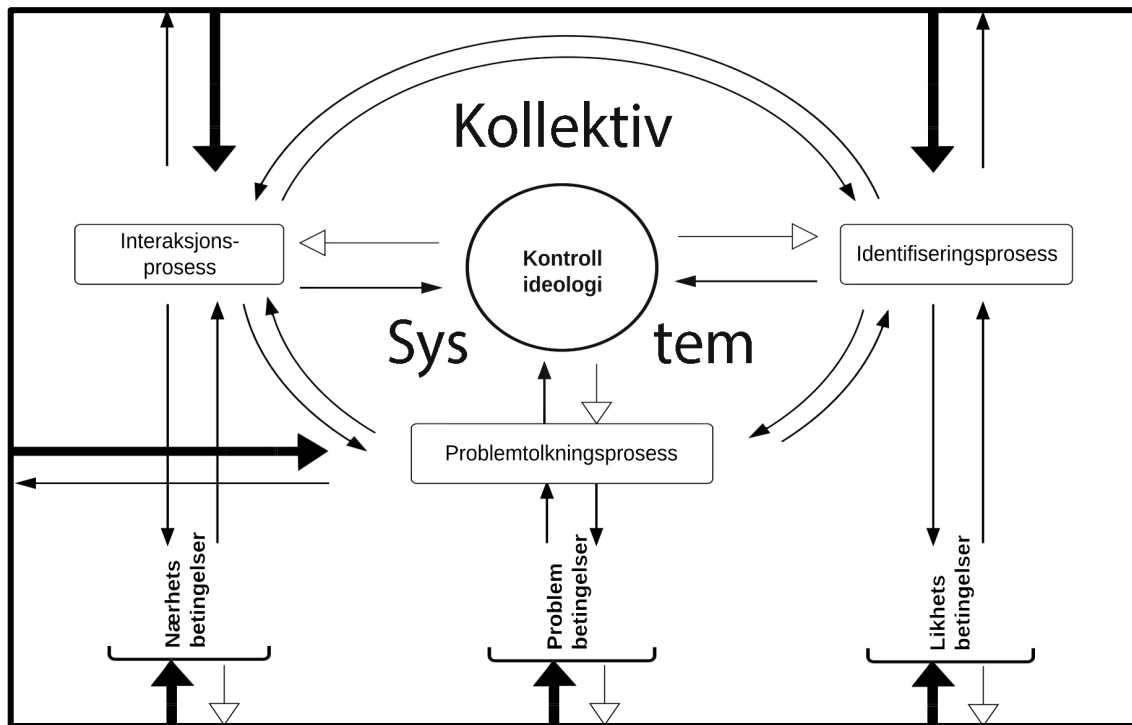 Kollektiv
Interaksjons-
prosess
Kontroll
ideologi
Identifiseringsprosess
Sys tem
Problemtolkningsprosess
Nærhets
betingelser
Problem
betingelser
Likhets
betingelser